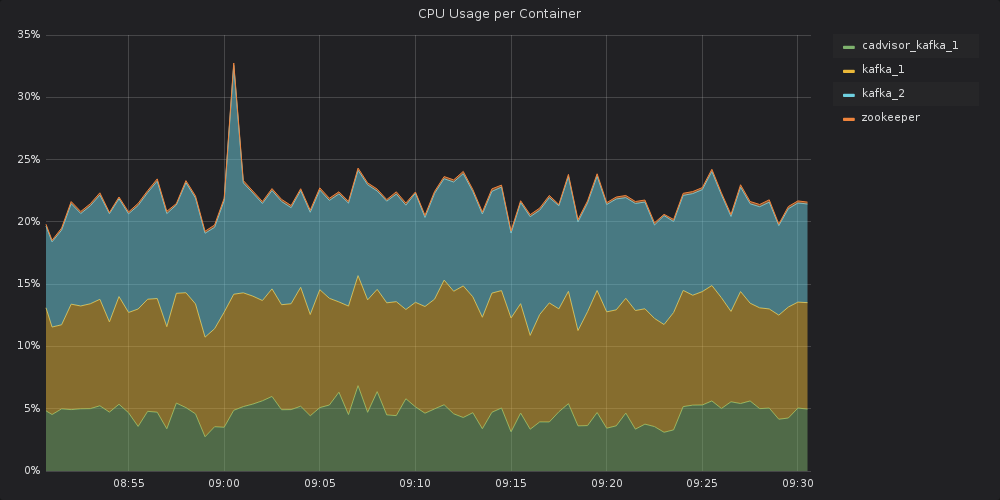 CPU Usage per Container
35%
30%
25%
20%
15%
10%
5%
0%
08:55 09:00 09:05 09:10 09:15 09:20 09:25 09:30
cadvisor_kafka_1
kafka_1
kafka_2
zookeeper